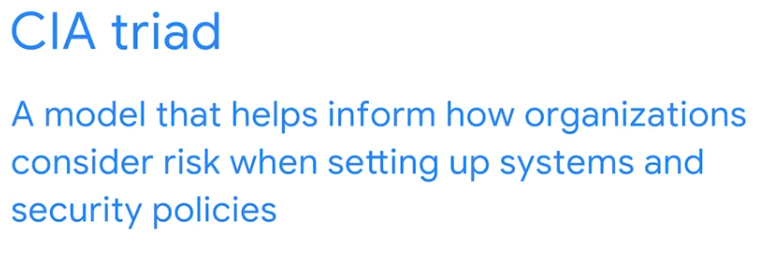 CIA triad
A model that helps inform how organizations
consider risk when setting up systems and
security policies